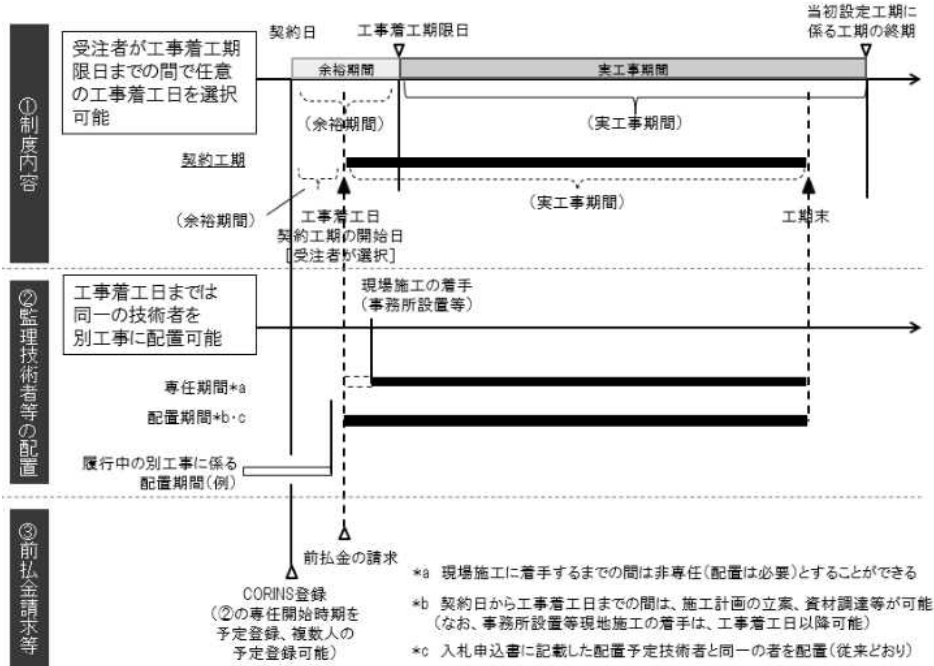 契約日
工事着工期限日
当初設定工期に
係る工期の終期
①制度内容
受注者が工事着工期
限日までの間で任意
の工事着工日を選択
可能
余裕期間
実工事期間
(余裕期間)
(実工事期間)
契約工期
(余裕期間)
(実工事期間)
工事着工日
契約工期の開始日
[受注者が選択]
工期末
②監理技術者等の配置
工事着工日までは
同一の技術者を
別工事に配置可能
現場施工の着手
(事務所設置等)
専任期間*a
配置期間*b・c
履行中の別工事に係る
配置期間(例)
③前払金請求等
前払金の請求
CORINS登録
(②の専任開始時期を
予定登録、複数人の
予定登録可能)
*a 現場施工に着手するまでの間は非専任(配置は必要)とすることができる
*b 契約日から工事着工日までの間は、施工計画の立案、資材調達等が可能
(なお、事務所設置等現地施工の着手は、工事着工日以降可能)
*c 入札申込書に記載した配置予定技術者と同一の者を配置(従来どおり)